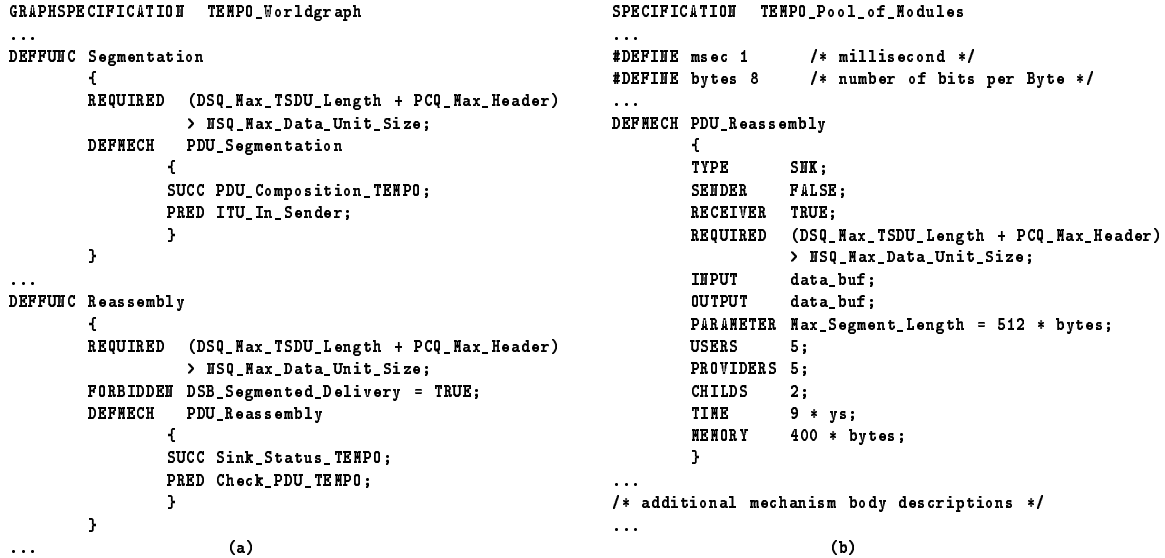 GRAPHSPECIFICATION TEMPO_Worldgraph
...
DEFFUNC Segmentation
{
REQUIRED (DSQ_Max_TSDU_Length + PCQ_Max_Header)
> NSQ_Max_Data_Unit_Size;
DEFMECH PDU_Segmentation
{
SUCC PDU_Composition_TEMPO;
PRED ITU_In_Sender;
}
}
...
DEFFUNC Reassembly
{
REQUIRED (DSQ_Max_TSDU_Length + PCQ_Max_Header)
> NSQ_Max_Data_Unit_Size;
FORBIDDEN DSB_Segmented_Delivery = TRUE;
DEFMECH PDU_Reassembly
{
SUCC Sink_Status_TEMPO;
PRED Check_PDU_TEMPO;
}
}
...
(a)
SPECIFICATION TEMPO_Pool_of_Modules
...
#DEFINE msec 1 /* millisecond */
#DEFINE bytes 8 /* number of bits per Byte */
...
DEFMECH PDU_Reassembly
{
TYPE SNK;
SENDER FALSE;
RECEIVER TRUE;
REQUIRED (DSQ_Max_TSDU_Length + PCQ_Max_Header)
> NSQ_Max_Data_Unit_Size;
INPUT data_buf;
OUTPUT data_buf;
PARAMETER Max_Segment_Length = 512 * bytes;
USERS 5;
PROVIDERS 5;
CHILDS 2;
TIME 9 * ys;
MEMORY 400 * bytes;
}
...
/* additional mechanism body descriptions */
...
(b)